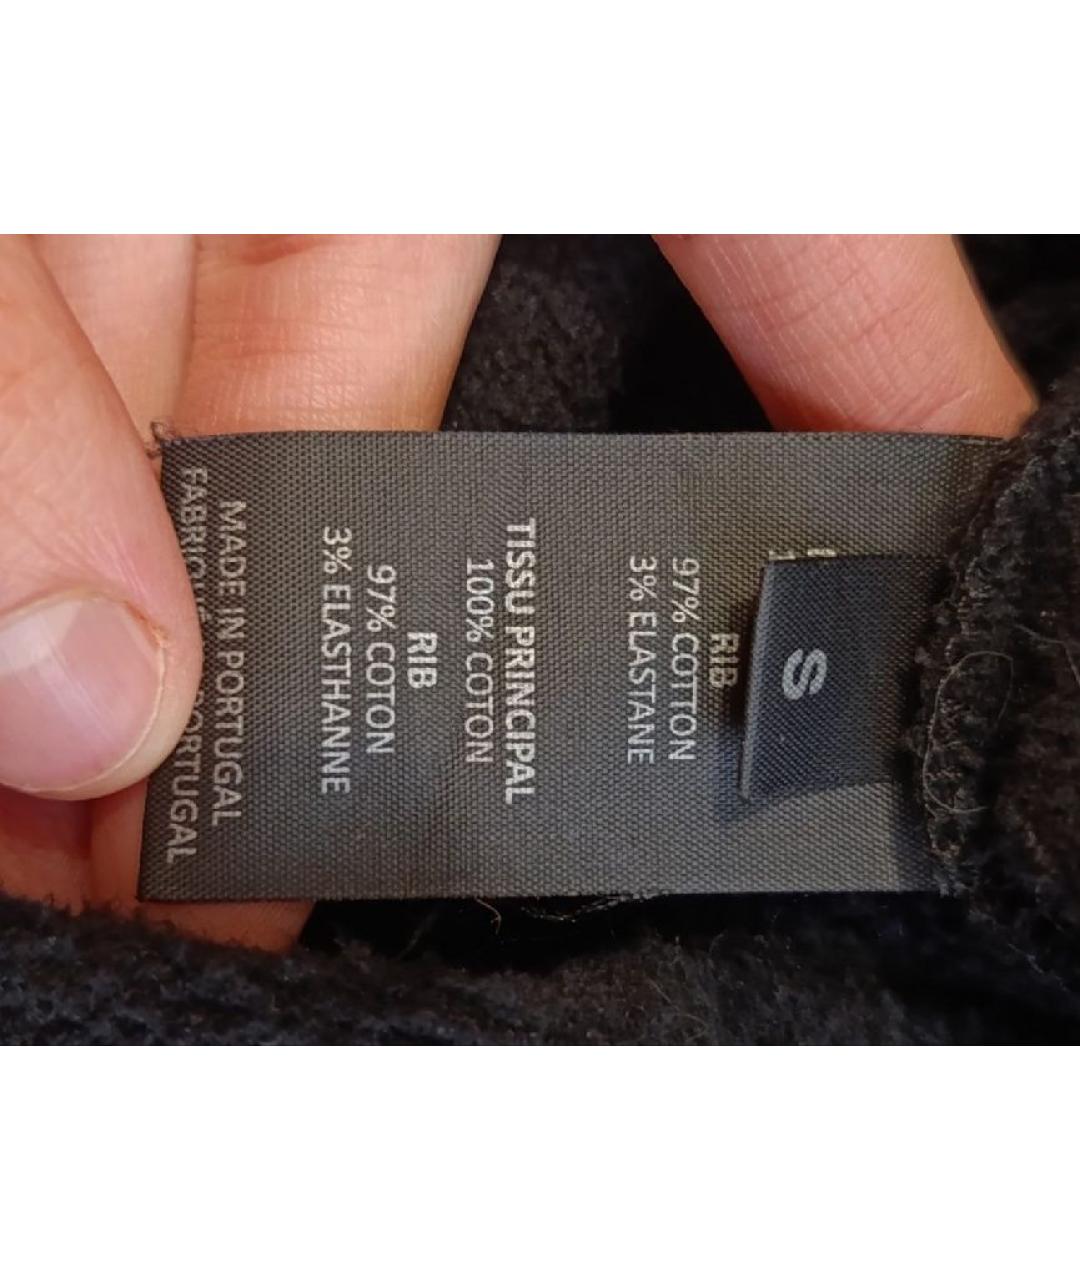 S
RIB
97% COTTON
3% ELASTANE
TISSU PRINCIPAL
100% COTON
RIB
97% COTON
3% ELASTHANNE
MADE IN PORTUGAL
PORTUGAL